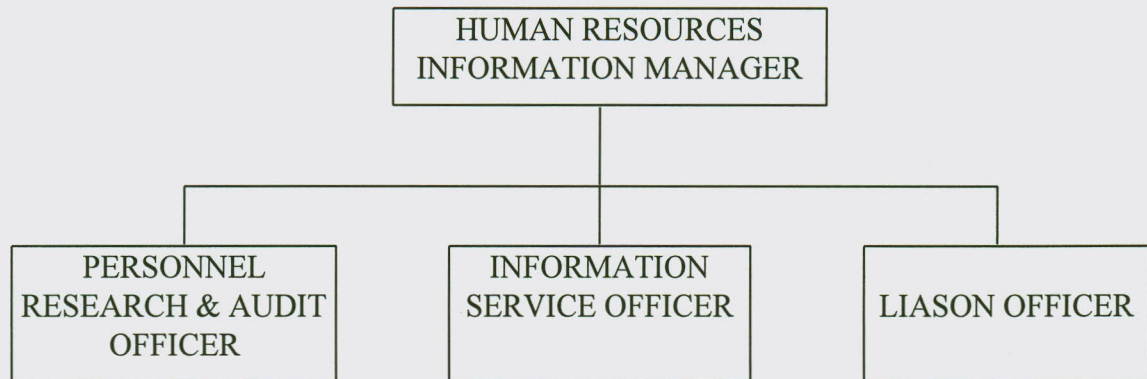 HUMAN RESOURCES
INFORMATION MANAGER
PERSONNEL
RESEARCH & AUDIT
OFFICER
INFORMATION
SERVICE OFFICER
LIASON OFFICER